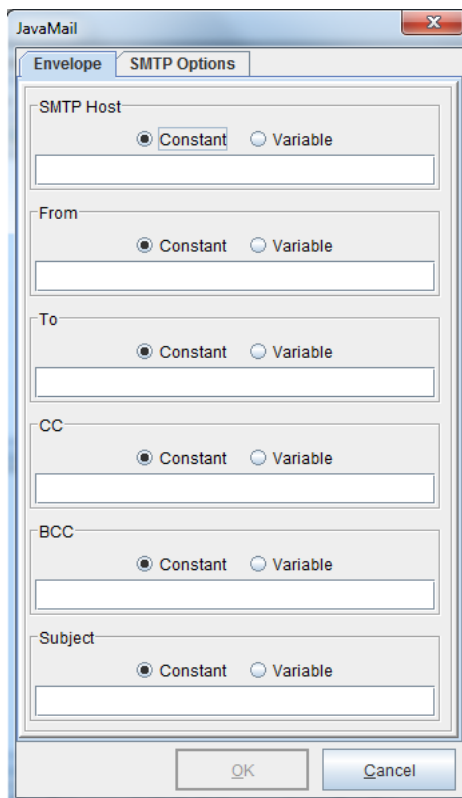 JavaMail
Envelope SMTP Options
SMTP Host
Constant Variable
From
Constant Variable
To
Constant Variable
CC
Constant Variable
BCC
Constant Variable
Subject
Constant Variable
OK Cancel